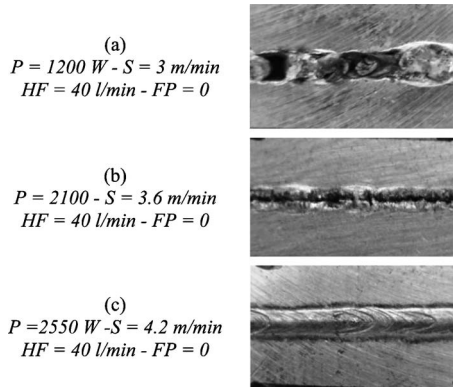 (a)
P = 1200 W - S = 3 m/min
HF = 40 l/min - FP = 0
(b)
P = 2100 - S = 3.6 m/min
HF = 40 l/min - FP = 0
(c)
P =2550 W -S = 4.2 m/min
HF = 40 l/min - FP = 0